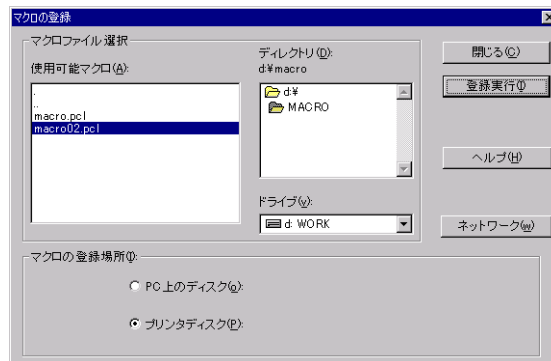 マクロの登録
マクロファイル選択
使用可能マクロ(A):
.
..
macro.pcl
macro02.pcl
ディレクトリ(D):
d:¥macro
d:¥
MACRO
ドライブ(v):
d: WORK
閉じる(C)
登録実行(I)
ヘルプ(H)
ネットワーク(w)
マクロの登録場所(I):
PC上のディスク(o):
プリンタディスク(P):